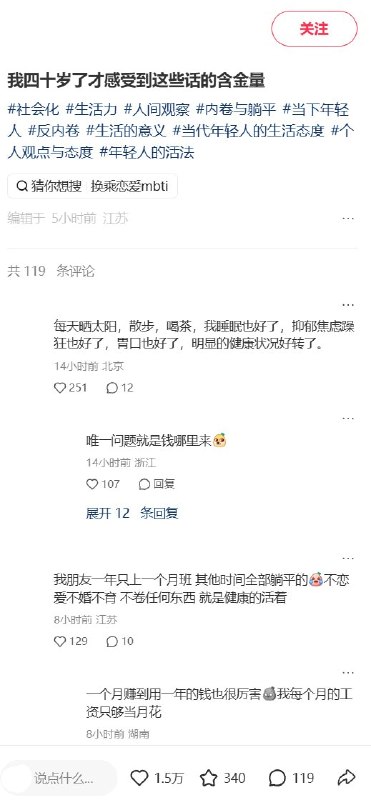 关注
我四十岁了才感受到这些话的含金量
#社会化 #生活力 #人间观察 #内卷与躺平 #当下年轻
人 #反内卷 #生活的意义 #当代年轻人的生活态度 #个
人观点与态度 #年轻人的活法
猜你想搜 换乘恋爱mbti
编辑于 5小时前 江苏
共 119 条评论
每天晒太阳，散步，喝茶，我睡眠也好了，抑郁焦虑躁
狂也好了，胃口也好了，明显的健康状况好转了。
14小时前 北京
251 12
唯一问题就是钱哪里来
14小时前 浙江
107 回复
展开 12 条回复
我朋友一年只上一个月班 其他时间全部躺平的不恋
爱不婚不育 不卷任何东西 就是健康的活着
8小时前 江苏
129 10
一个月赚到用一年的钱也很厉害我每个月的工
资只够当月花
8小时前 湖南
说点什么... 1.5万 340 119